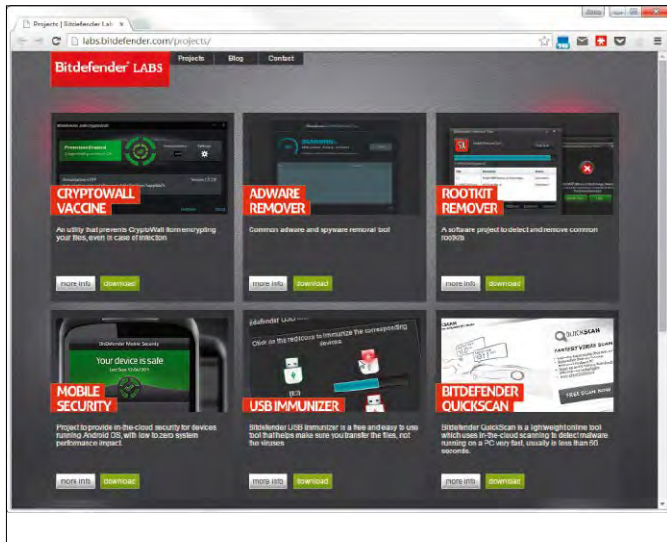 Projects | Bitdefender Lab
labs.bitdefender.com/projects/
Bitdefender LABS
Projects
Blog
Contact
CRYPTOWALL
VACCINE
An utility that prevents CryptoWall from encrypting
your files, even in case of infection
more info
download
ADWARE
REMOVER
Common adware and spyware removal tool
more info
download
ROOTKIT
REMOVER
A software project to detect and remove common
rootkits
more info
download
Bitdefender Mobile Security
Your device is safe
MOBILE
SECURITY
Project to provide in-the-cloud security for devices
running Android OS, with low to zero system
performance impact.
more info
download
Click on the red icons to immunize the corresponding
devices.
USB IMMUNIZER
Bitdefender USB Immunizer is a free and easy to use
tool that helps make sure you transfer the files, not
the viruses
more info
download
QUICKSCAN
FREE SCAN NOW
BITDEFENDER
QUICKSCAN
Bitdefender QuickScan is a lightweight online tool
which uses in-the-cloud scanning to detect malware
running on a PC very fast, usually in less than 60
seconds.
more info
download